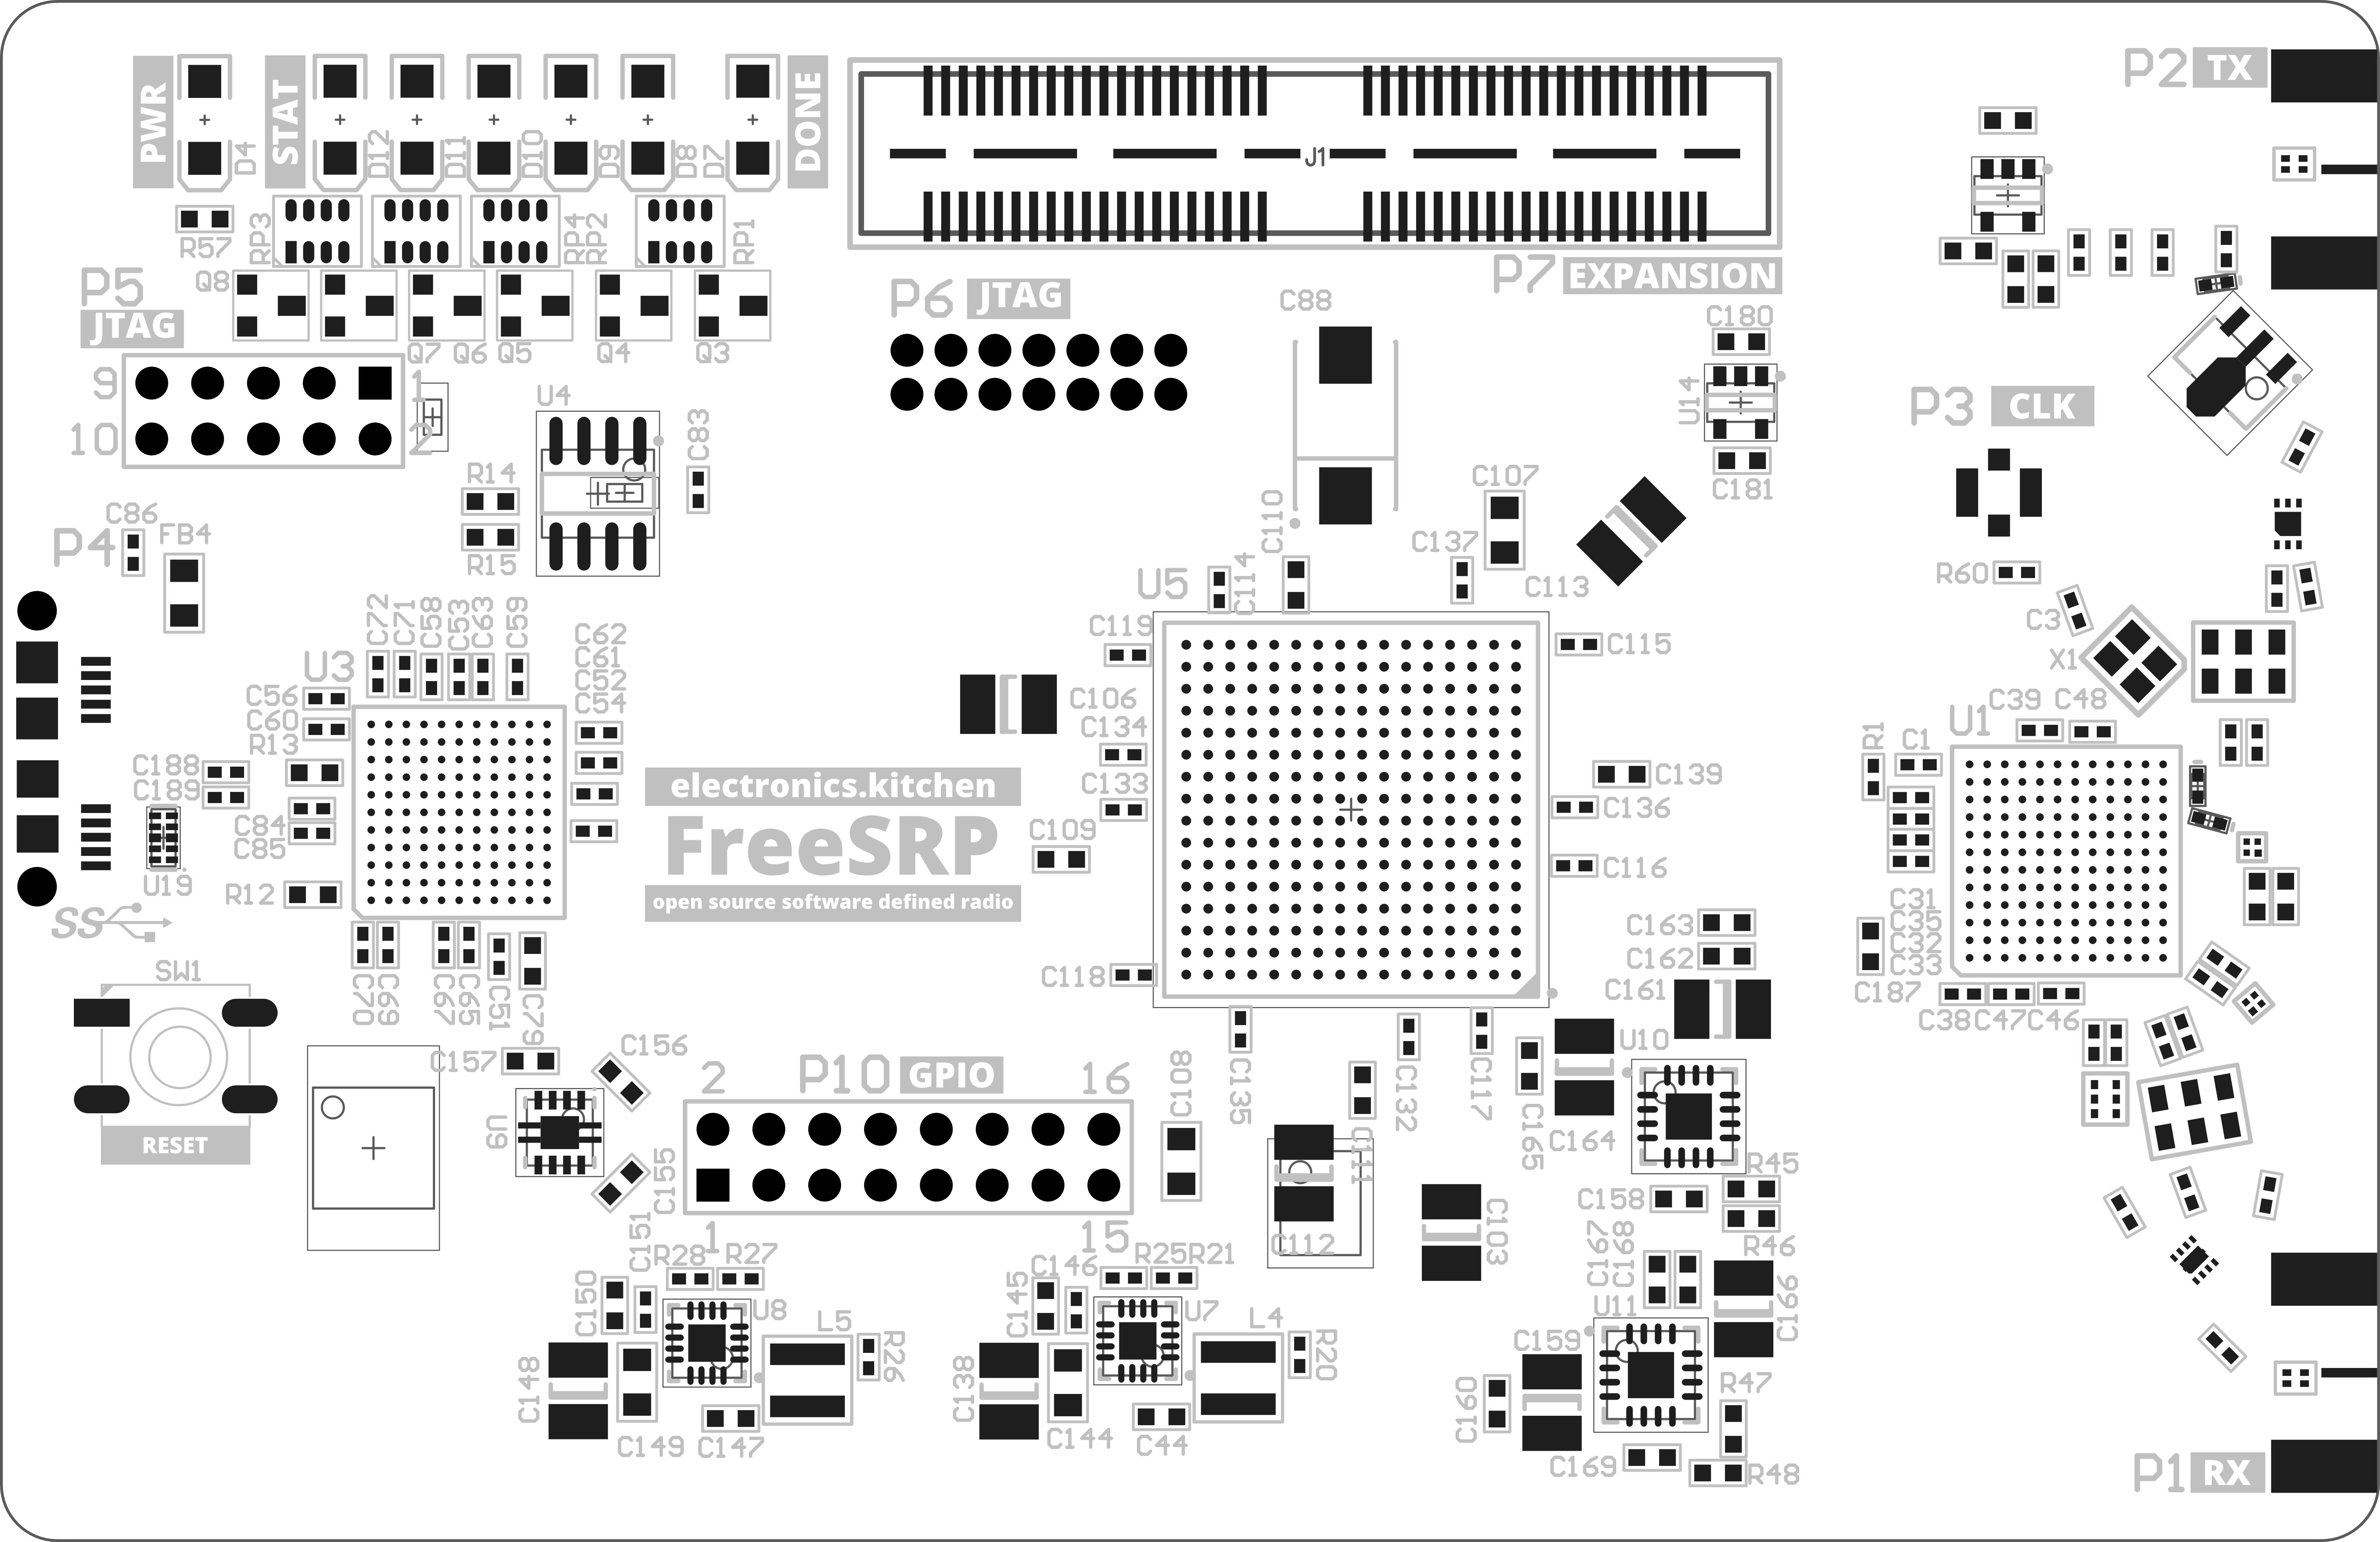 PWR
D4
STAT
D12
D11
D10
D9
D8
D7
DONE
J1
P2 TX
R57
RP3
RP4
RP2
RP1
Q8
Q7
Q6
Q5
Q4
Q3
P5
JTAG
9
1
10
2
P6 JTAG
P7 EXPANSION
C88
C180
U14
C181
P3 CLK
U4
C83
R14
R15
C86
FB4
P4
C107
C110
C137
C113
C114
U5
R60
C3
X1
C72
C71
C58
C53
C63
C59
C62
C61
C52
C54
U3
C56
C60
R13
C188
C189
C84
C85
U19
R12
SS
C119
C115
C106
C134
C133
C109
C139
C136
C116
C118
electronics.kitchen
FreeSRP
open source software defined radio
C39
C48
U1
R1
C1
C31
C35
C32
C33
C187
C38
C47
C46
C163
C162
C161
U10
SW1
RESET
C70
C69
C67
C65
C51
C79
C157
C156
U9
C155
P10 GPIO
2
16
1
15
C108
C135
C111
C132
C117
C165
C164
C112
C103
R45
C158
R46
C167
C168
U11
C166
C159
C160
R47
C169
R48
C151
C150
R28
R27
U8
L5
R26
C148
C149
C147
C146
C145
R25
R21
U7
L4
R20
C138
C144
C44
P1 RX